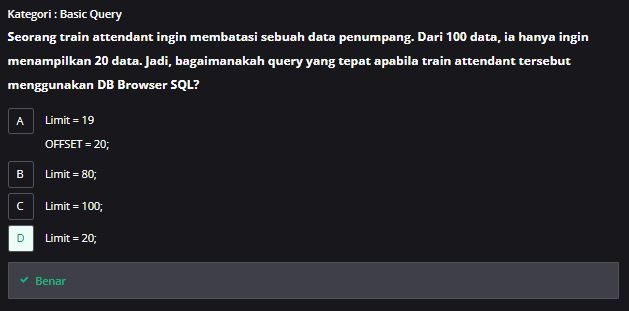 Kategori : Basic Query
Seorang train attendant ingin membatasi sebuah data penumpang. Dari 100 data, ia hanya ingin
menampilkan 20 data. Jadi, bagaimanakah query yang tepat apabila train attendant tersebut
menggunakan DB Browser SQL?
A Limit = 19
OFFSET = 20;
B Limit = 80;
C Limit = 100;
D Limit = 20;
Benar